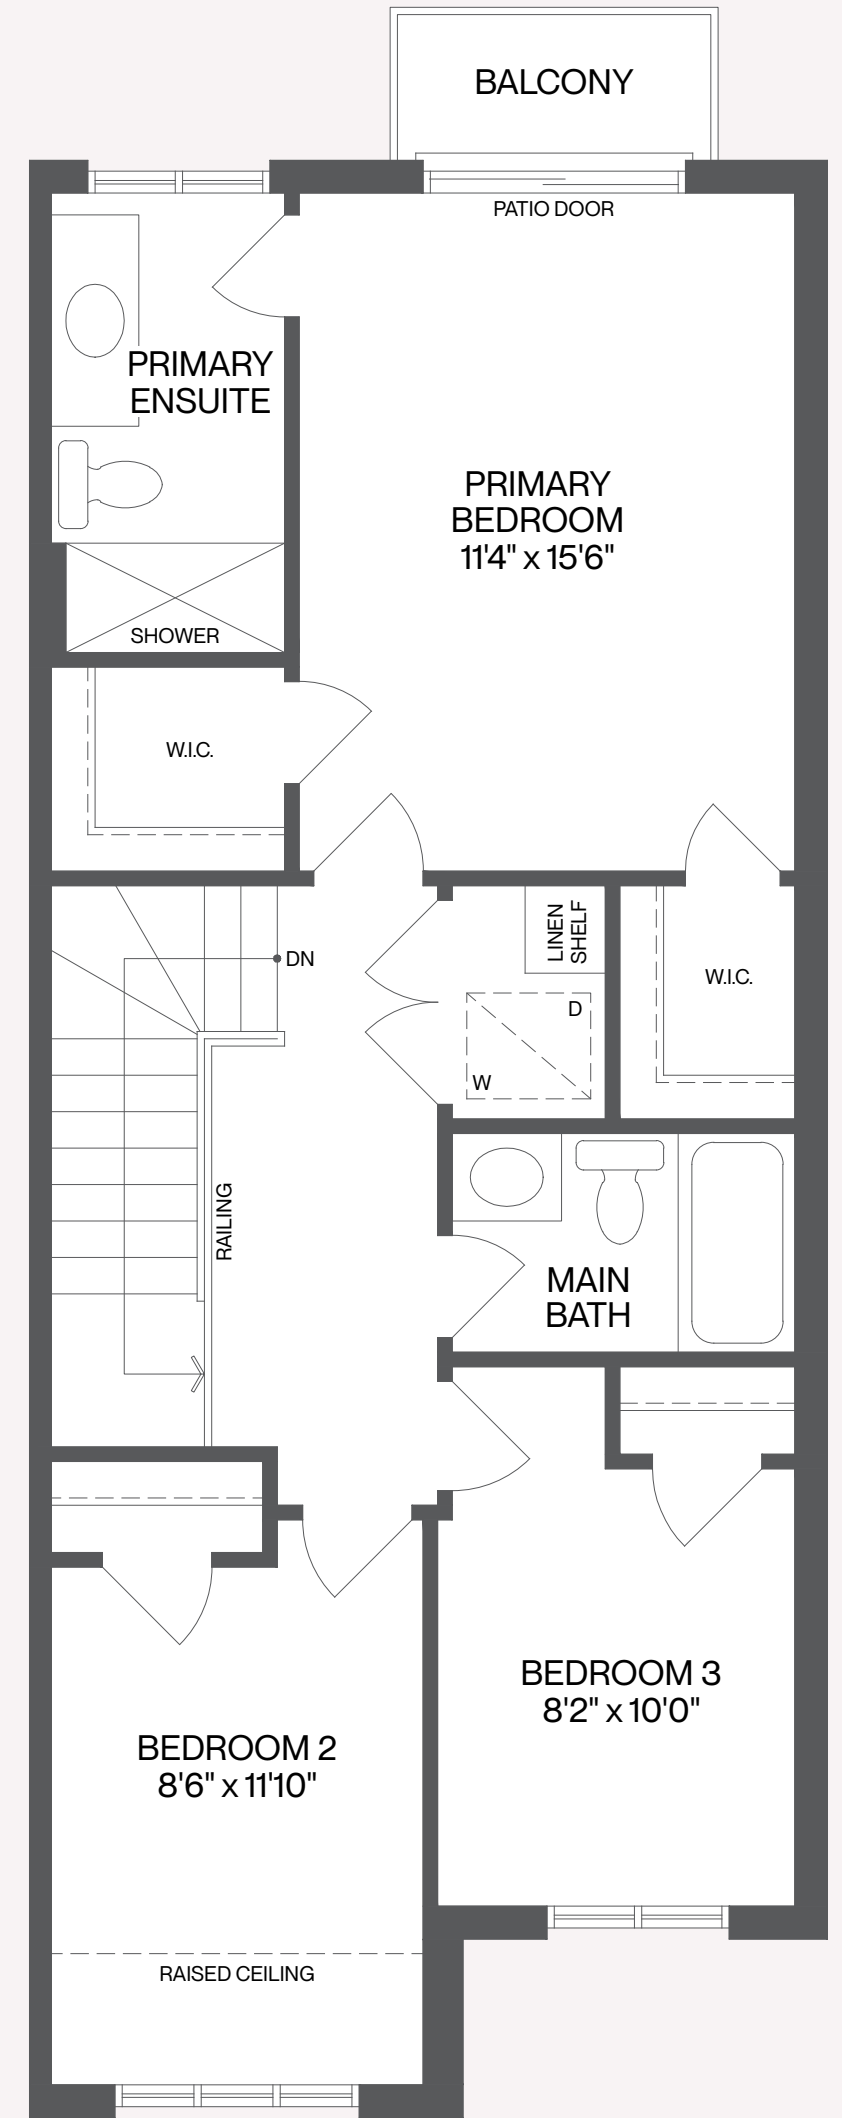 BALCONY
PATIO DOOR
PRIMARY
ENSUITE
PRIMARY
BEDROOM
11'4" x 15'6"
SHOWER
W.I.C.
DN
LINEN
SHELF
W.I.C.
D
W
RAILING
MAIN
BATH
BEDROOM 3
8'2" x 10'0"
BEDROOM 2
8'6" x 11'10"
RAISED CEILING